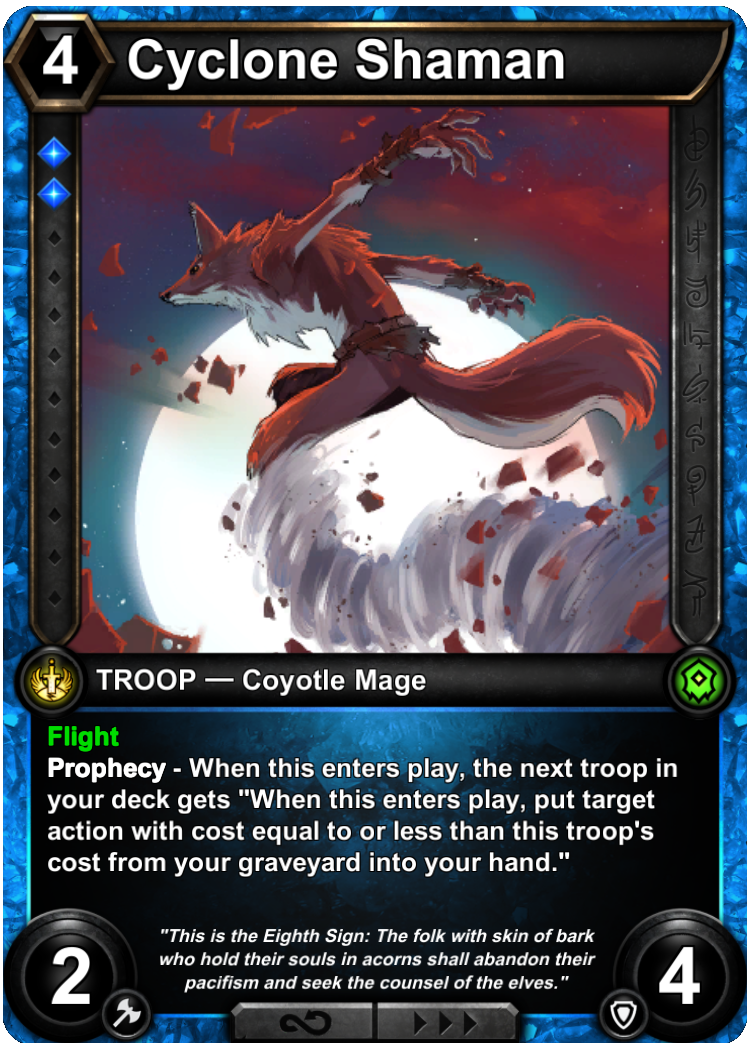 4 Cyclone Shaman
TROOP — Coyotle Mage
Flight
Prophecy - When this enters play, the next troop in
your deck gets "When this enters play, put target
action with cost equal to or less than this troop's
cost from your graveyard into your hand."
"This is the Eighth Sign: The folk with skin of bark
who hold their souls in acorns shall abandon their
pacifism and seek the counsel of the elves."
2
4